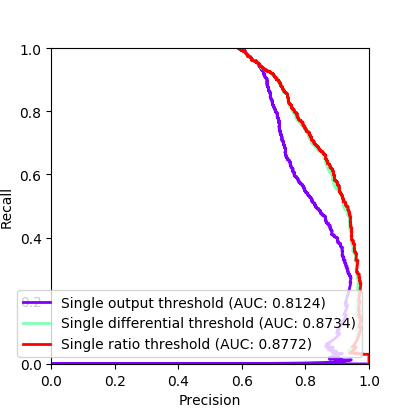 1.0
0.8
0.6
0.4
0.2
0.0
Recall
Single output threshold (AUC: 0.8124)
Single differential threshold (AUC: 0.8734)
Single ratio threshold (AUC: 0.8772)
0.0 0.2 0.4 0.6 0.8 1.0
Precision